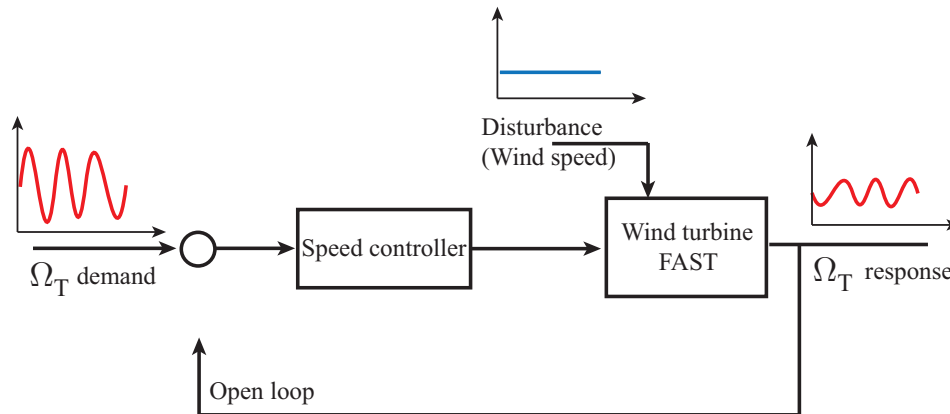 Disturbance
(Wind speed)
Ω_T demand
Speed controller
Wind turbine
FAST
Ω_T response
Open loop